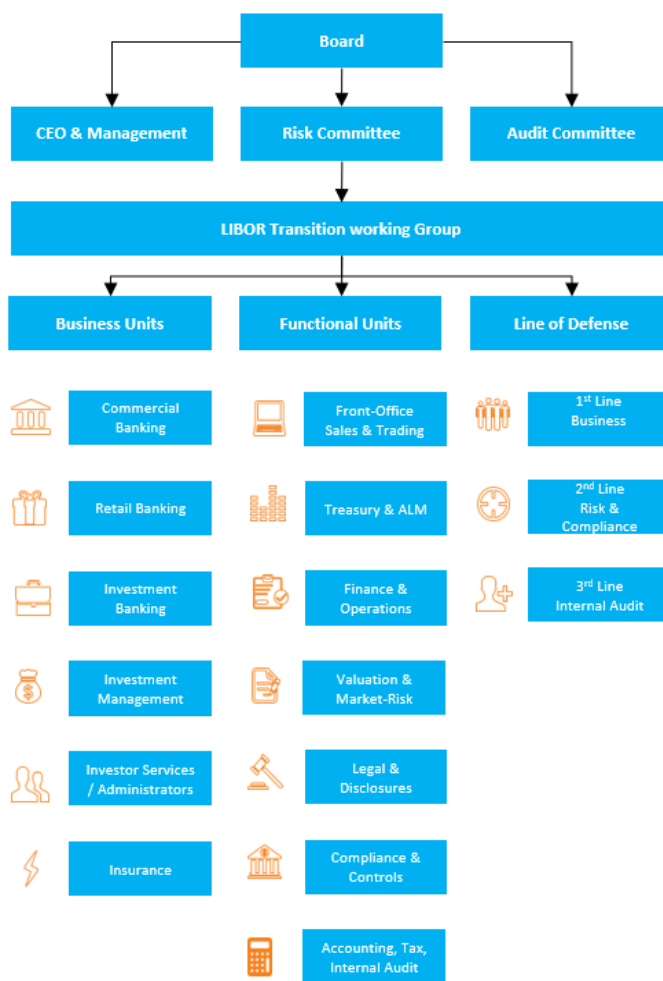 Board
CEO & Management
Risk Committee
Audit Committee
LIBOR Transition working Group
Business Units
Functional Units
Line of Defense
Commercial
Banking
Front-Office
Sales & Trading
1st Line
Business
Retail Banking
Treasury & ALM
2nd Line
Risk &
Compliance
Investment
Banking
Finance &
Operations
3rd Line
Internal Audit
Investment
Management
Valuation &
Market-Risk
Investor Services
/ Administrators
Legal &
Disclosures
Insurance
Compliance &
Controls
Accounting, Tax,
Internal Audit